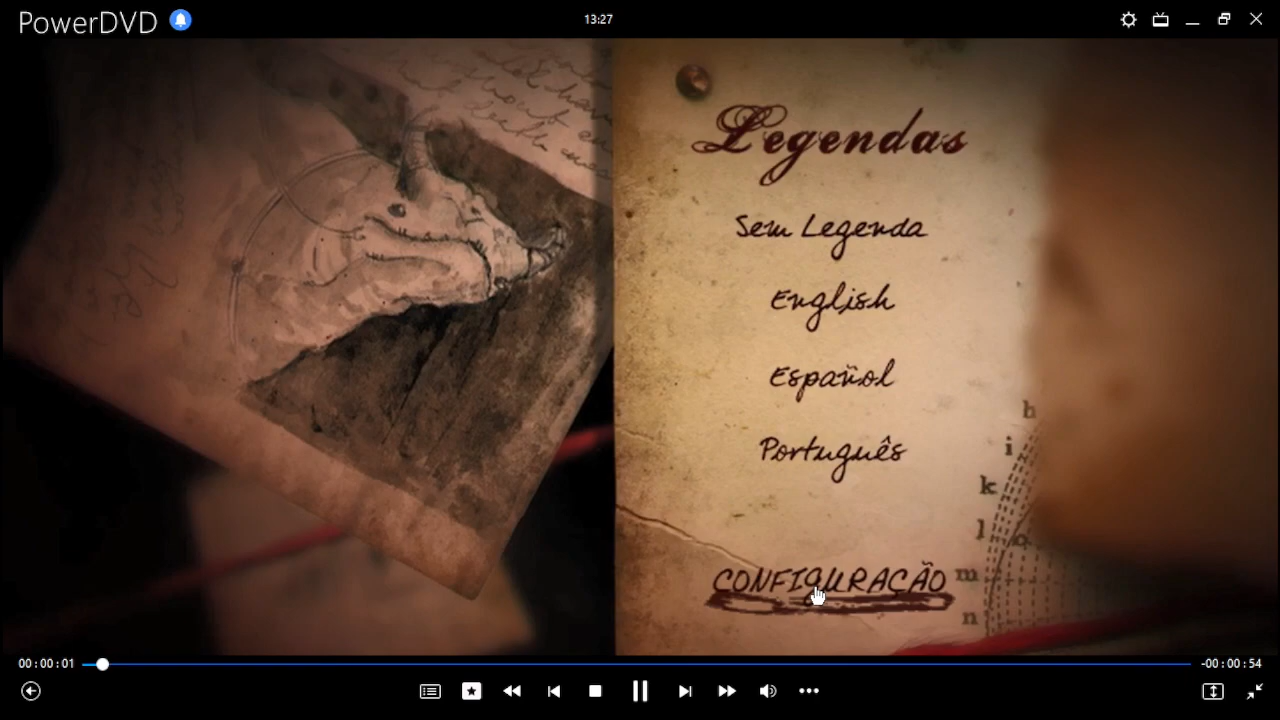 PowerDVD
13:27
Legendas
Sem Legenda
English
Español
Português
CONFIGURAÇÃO
h
i
k
l
o
m
n
00:00:01
-00:00:54